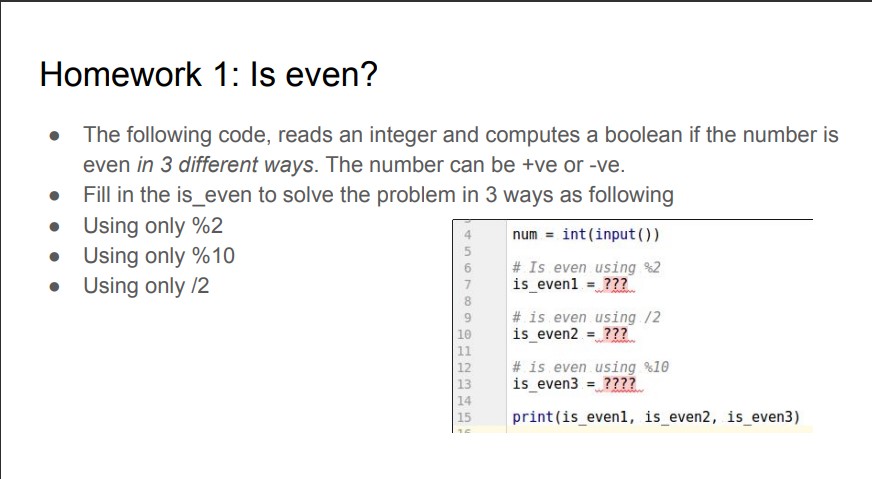 Homework 1: Is even?
● The following code, reads an integer and computes a boolean if the number is
even in 3 different ways. The number can be +ve or -ve.
● Fill in the is_even to solve the problem in 3 ways as following
● Using only %2
● Using only %10
● Using only /2
4 num = int(input())
5
6 # Is even using %2
7 is_even1 = ???
8
9 # is even using /2
10 is_even2 = ???
11
12 # is even using %10
13 is_even3 = ????
14
15 print(is_even1, is_even2, is_even3)